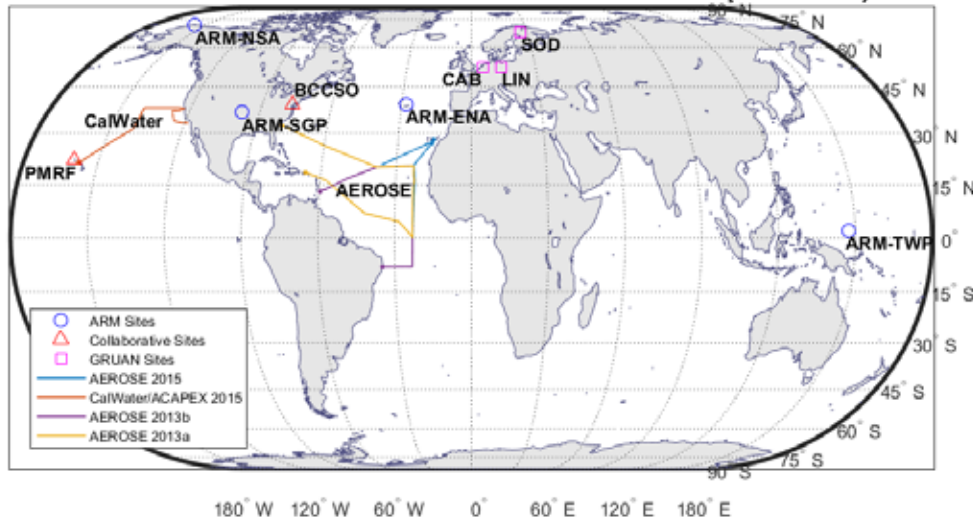 90° N
75° N
ARM-NSA
SOD
60° N
CAB
LIN
45° N
BCCSO
CalWater
ARM-SGP
ARM-ENA
30° N
PMRF
AEROSE
15° N
ARM-TWP
0°
15° S
ARM Sites
Collaborative Sites
GRUAN Sites
30° S
AEROSE 2015
CalWater/ACAPEX 2015
45° S
AEROSE 2013b
AEROSE 2013a
60° S
75° S
90° S
180° W 120° W 60° W 0° 60° E 120° E 180° E